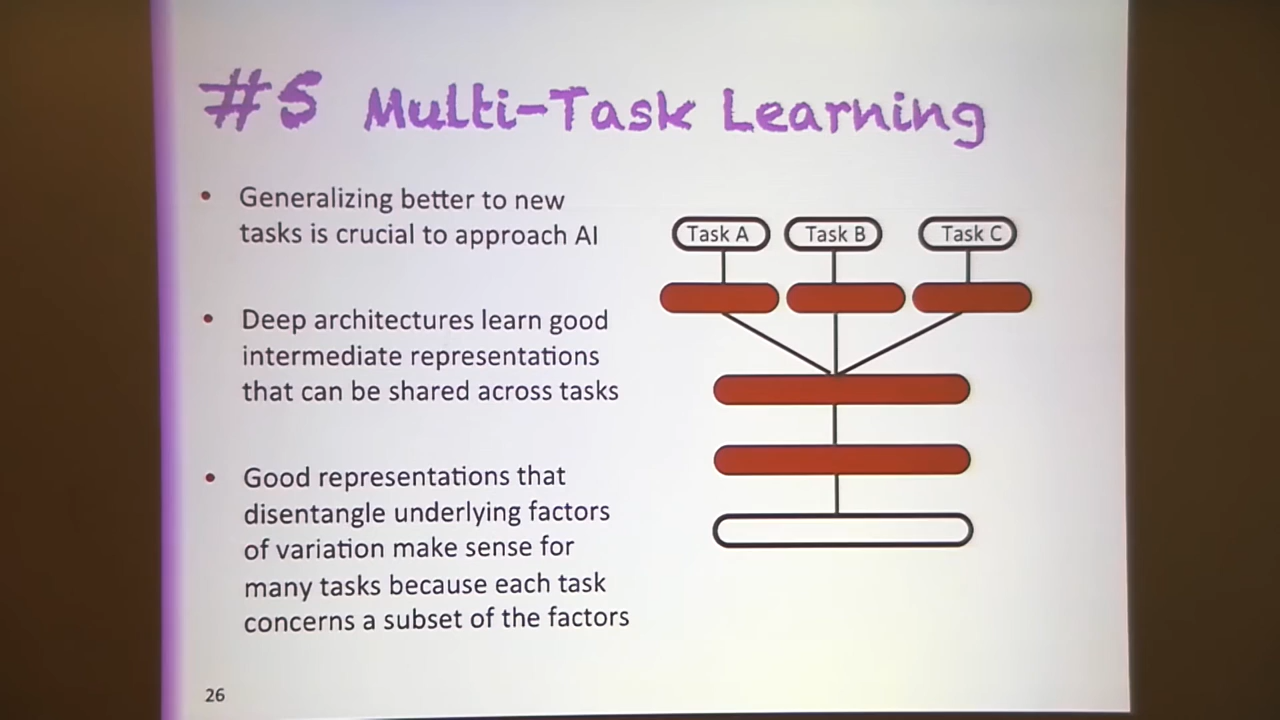 #5 Multi-Task Learning
• Generalizing better to new
tasks is crucial to approach AI
• Deep architectures learn good
intermediate representations
that can be shared across tasks
• Good representations that
disentangle underlying factors
of variation make sense for
many tasks because each task
concerns a subset of the factors
Task A
Task B
Task C
26